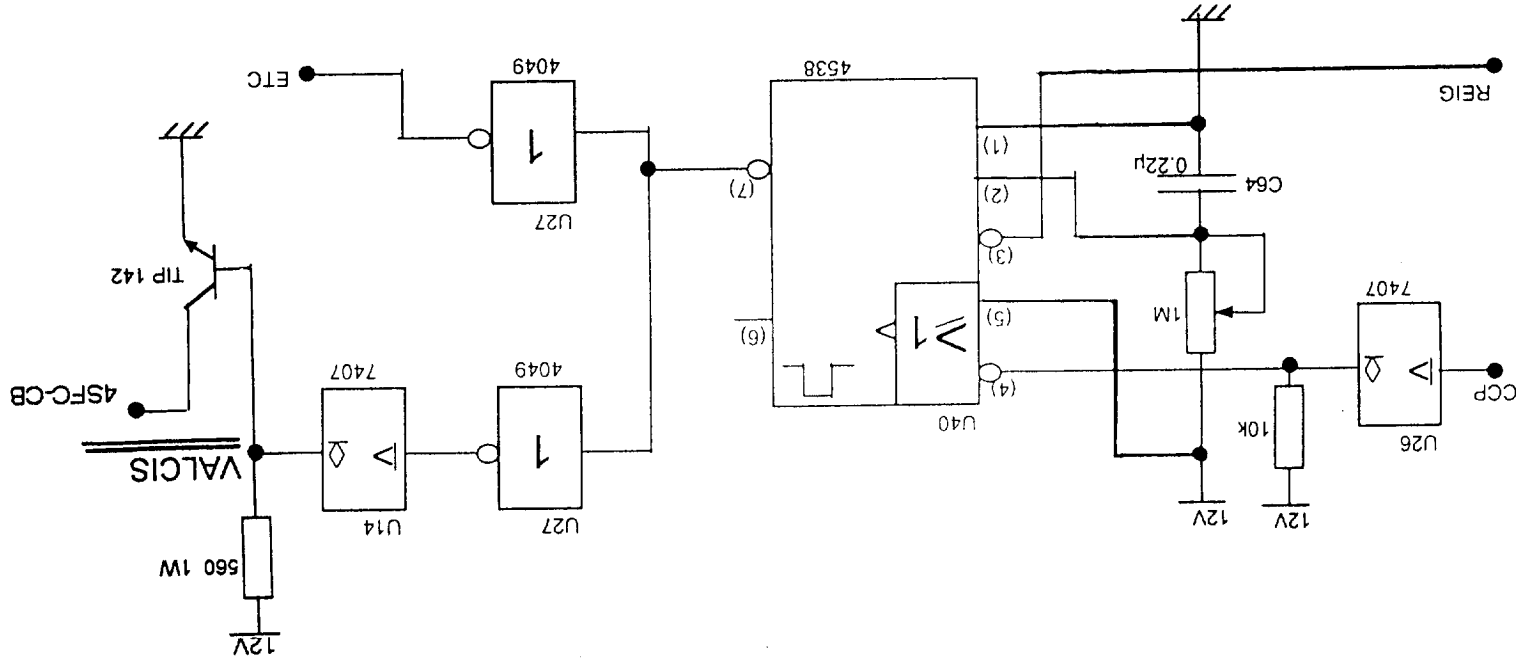 12V
560 1W
12V
12V
U27
U14
VALCIS
U26
10k
U40
CCP
(4)
≥1
1
4SFC-CB
7407
4049
7407
1M
(5)
(6)
TIP 142
(3)
U27
C64
0.22µ
(2)
(7)
(1)
1
REIG
4538
4049
ETC